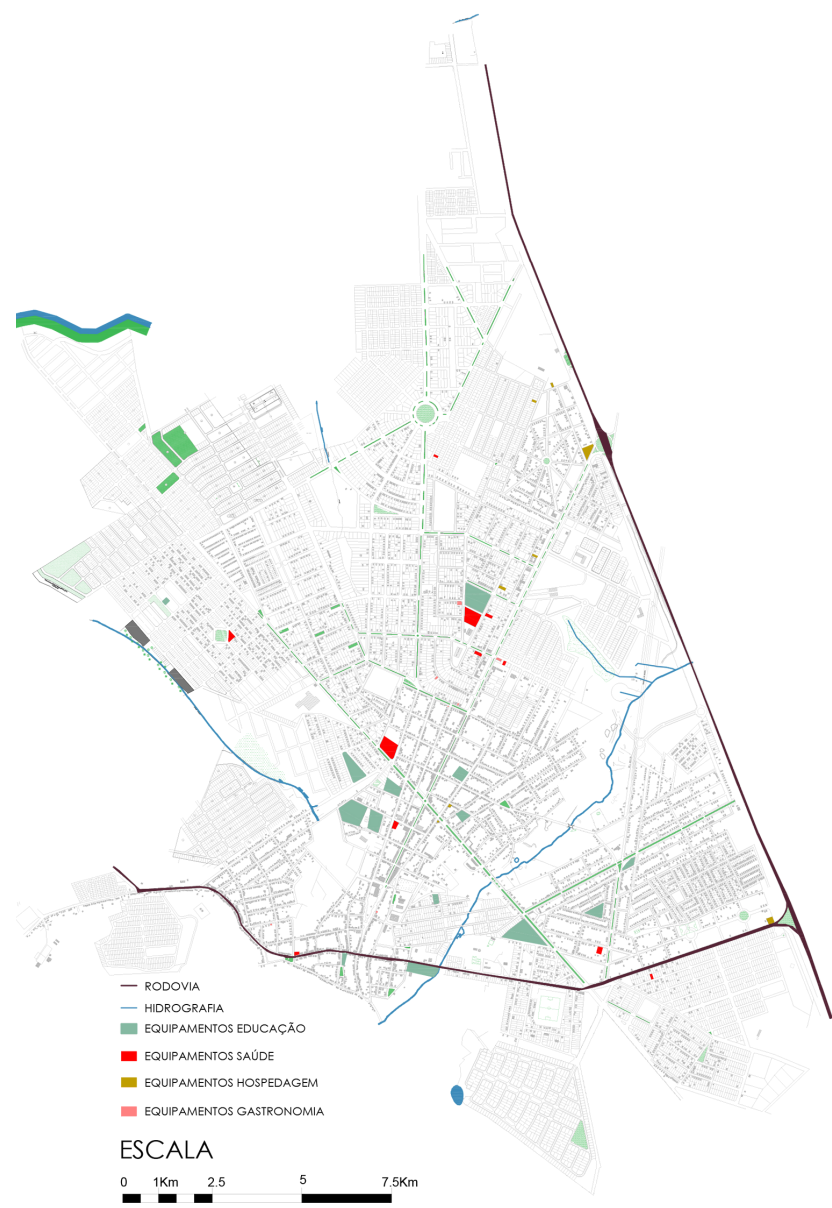 RODOVIA
HIDROGRAFIA
EQUIPAMENTOS EDUCAÇÃO
EQUIPAMENTOS SAÚDE
EQUIPAMENTOS HOSPEDAGEM
EQUIPAMENTOS GASTRONOMIA
ESCALA
0 1Km 2.5 5 7.5Km